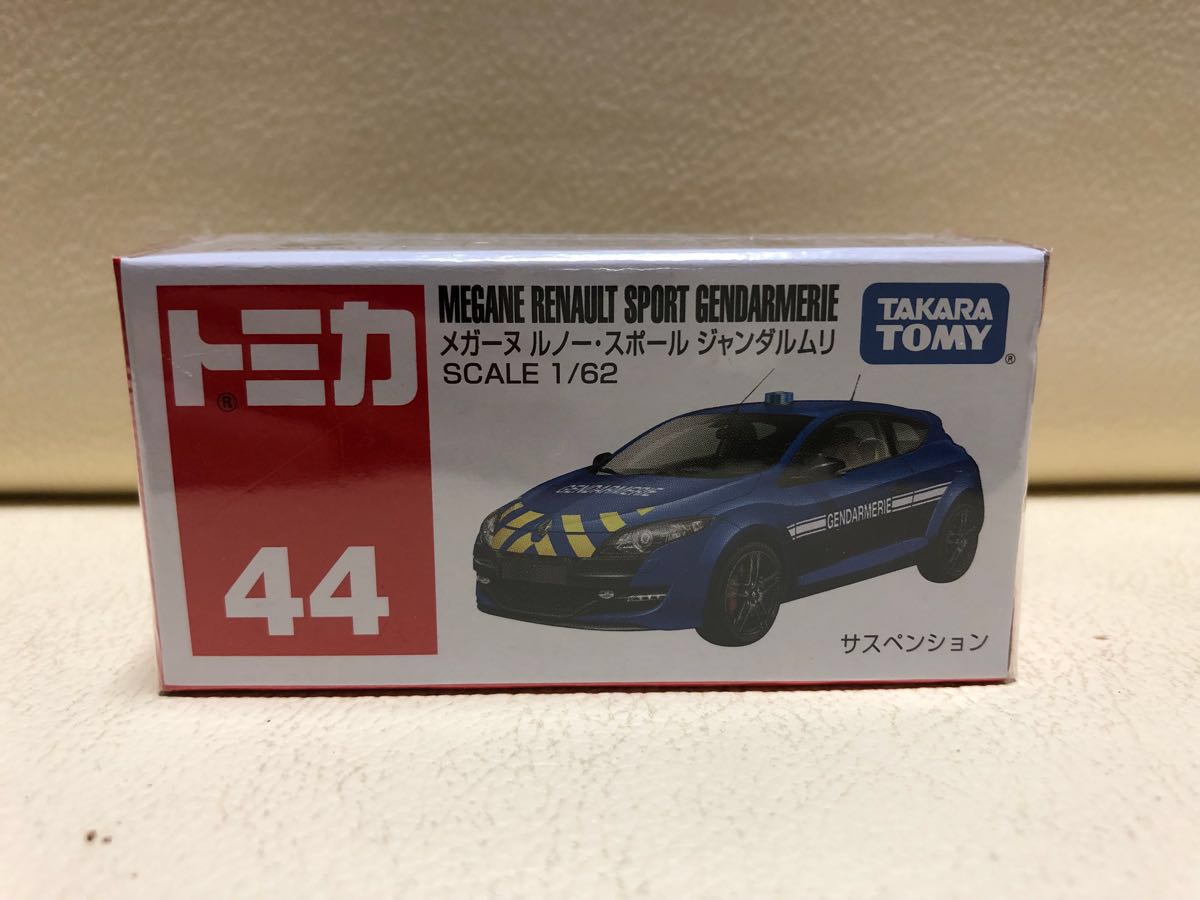 トミカ
®
44
MEGANE RENAULT SPORT GENDARMERIE
メガーヌ ルノー・スポール ジャンダルムリ
SCALE 1/62
TAKARA
TOMY
®
GENDARMERIE
GENDARMERIE
サスペンション